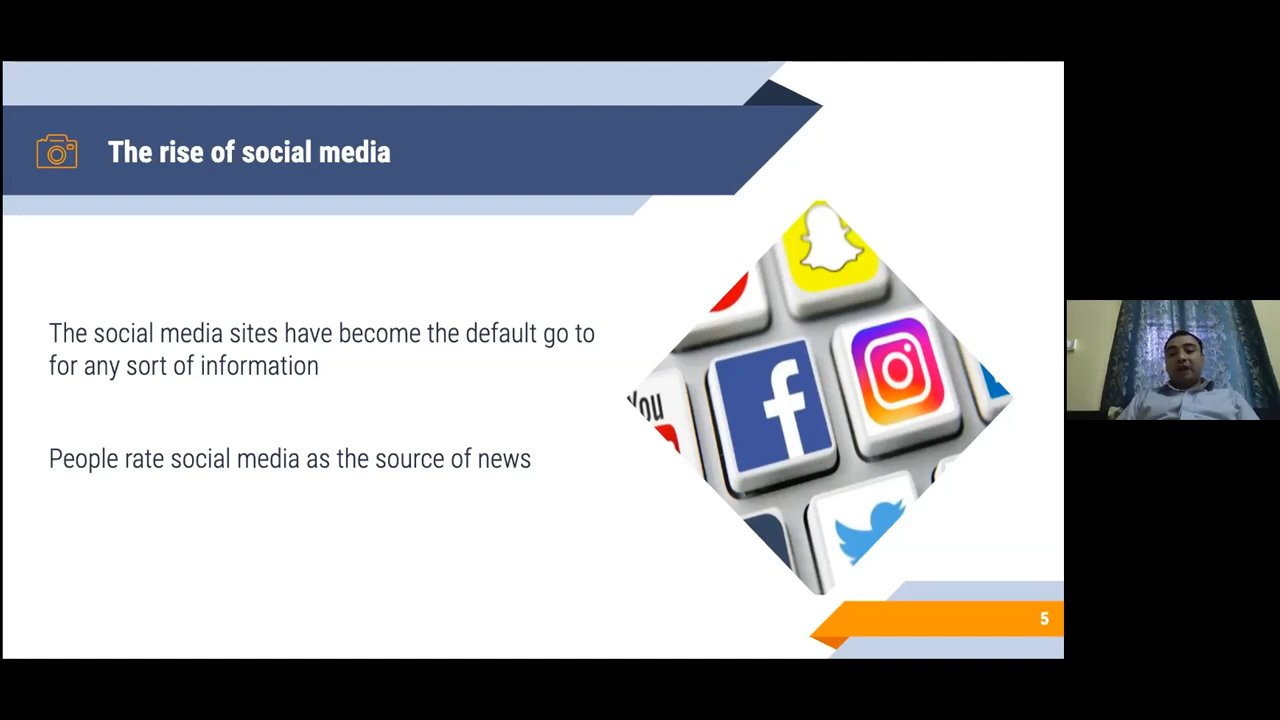 The rise of social media
The social media sites have become the default go to
for any sort of information
People rate social media as the source of news
You
f
5